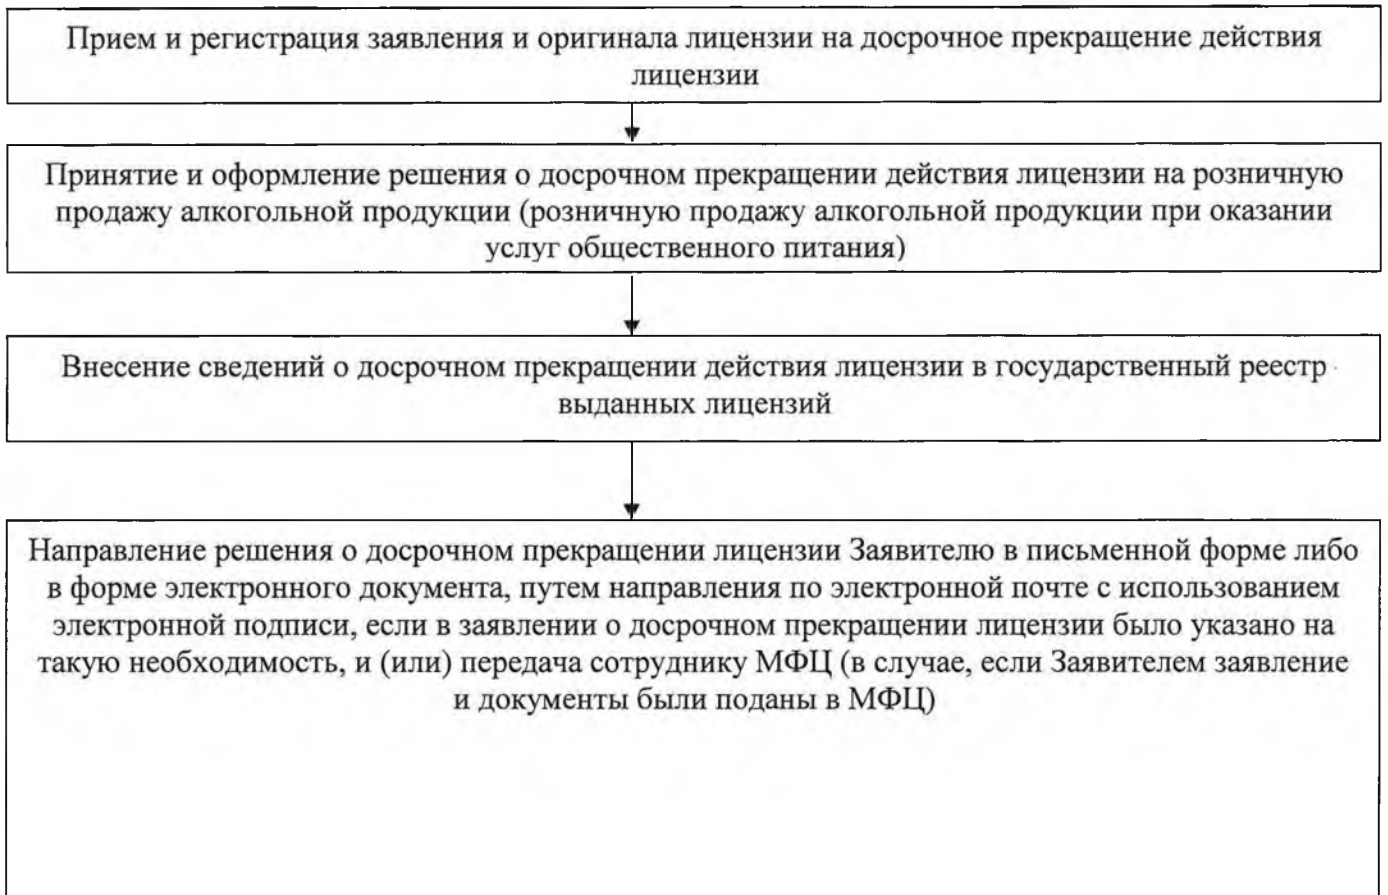 Прием и регистрация заявления и оригинала лицензии на досрочное прекращение действия
лицензии
Принятие и оформление решения о досрочном прекращении действия лицензии на розничную
продажу алкогольной продукции (розничную продажу алкогольной продукции при оказании
услуг общественного питания)
Внесение сведений о досрочном прекращении действия лицензии в государственный реестр
выданных лицензий
Направление решения о досрочном прекращении лицензии Заявителю в письменной форме либо
в форме электронного документа, путем направления по электронной почте с использованием
электронной подписи, если в заявлении о досрочном прекращении лицензии было указано на
такую необходимость, и (или) передача сотруднику МФЦ (в случае, если Заявителем заявление
и документы были поданы в МФЦ)